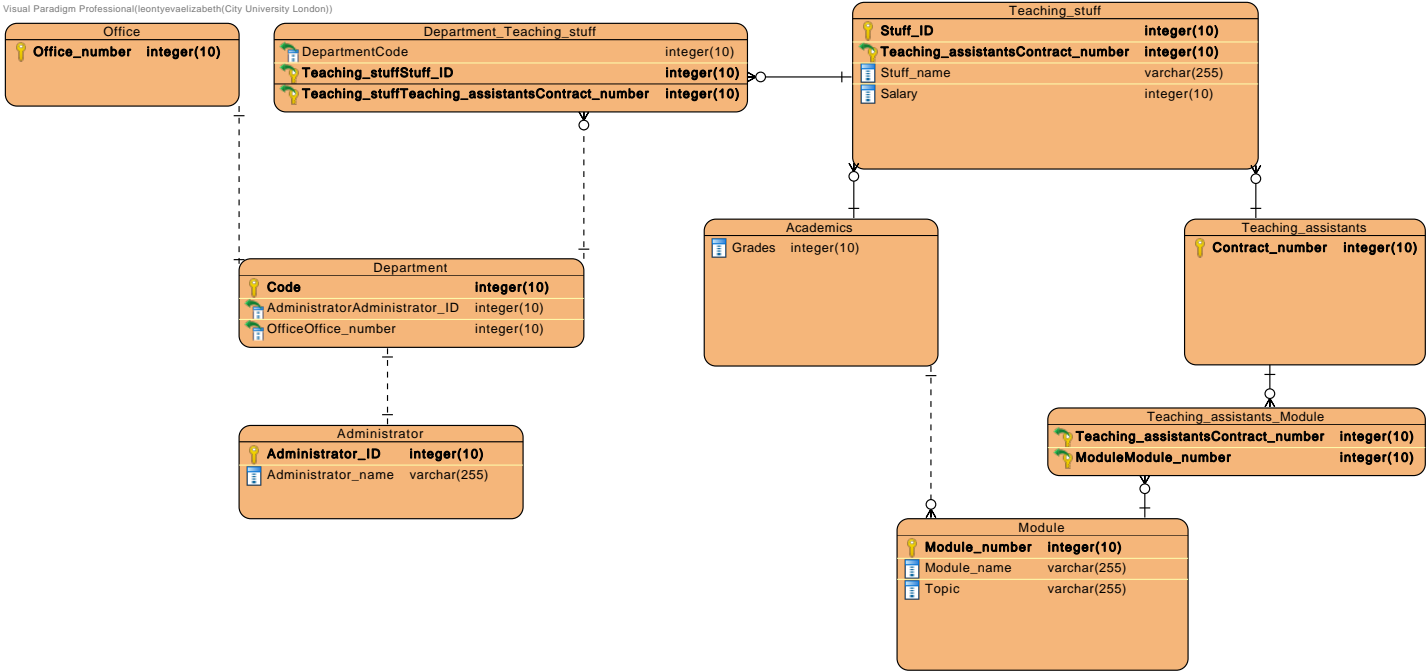 Visual Paradigm Professional(leontyevaelizabeth(City University London))
Office
Office_number integer(10)
Department_Teaching_stuff
DepartmentCode integer(10)
Teaching_stuffStuff_ID integer(10)
Teaching_stuffTeaching_assistantsContract_number integer(10)
Teaching_stuff
Stuff_ID integer(10)
Teaching_assistantsContract_number integer(10)
Stuff_name varchar(255)
Salary integer(10)
Academics
Grades integer(10)
Teaching_assistants
Contract_number integer(10)
Department
Code integer(10)
AdministratorAdministrator_ID integer(10)
OfficeOffice_number integer(10)
Administrator
Administrator_ID integer(10)
Administrator_name varchar(255)
Teaching_assistants_Module
Teaching_assistantsContract_number integer(10)
ModuleModule_number integer(10)
Module
Module_number integer(10)
Module_name varchar(255)
Topic varchar(255)